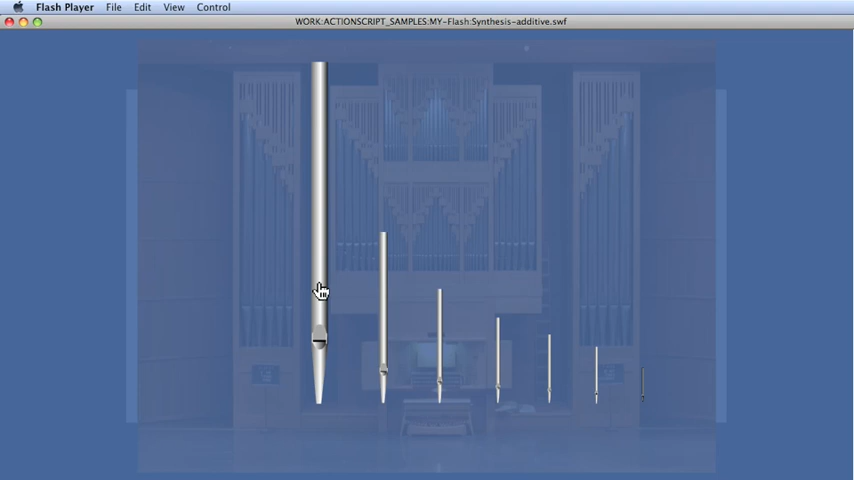 Flash Player File Edit View Control
WORK:ACTIONSCRIPT_SAMPLES:MY-Flash:Synthesis-additive.swf